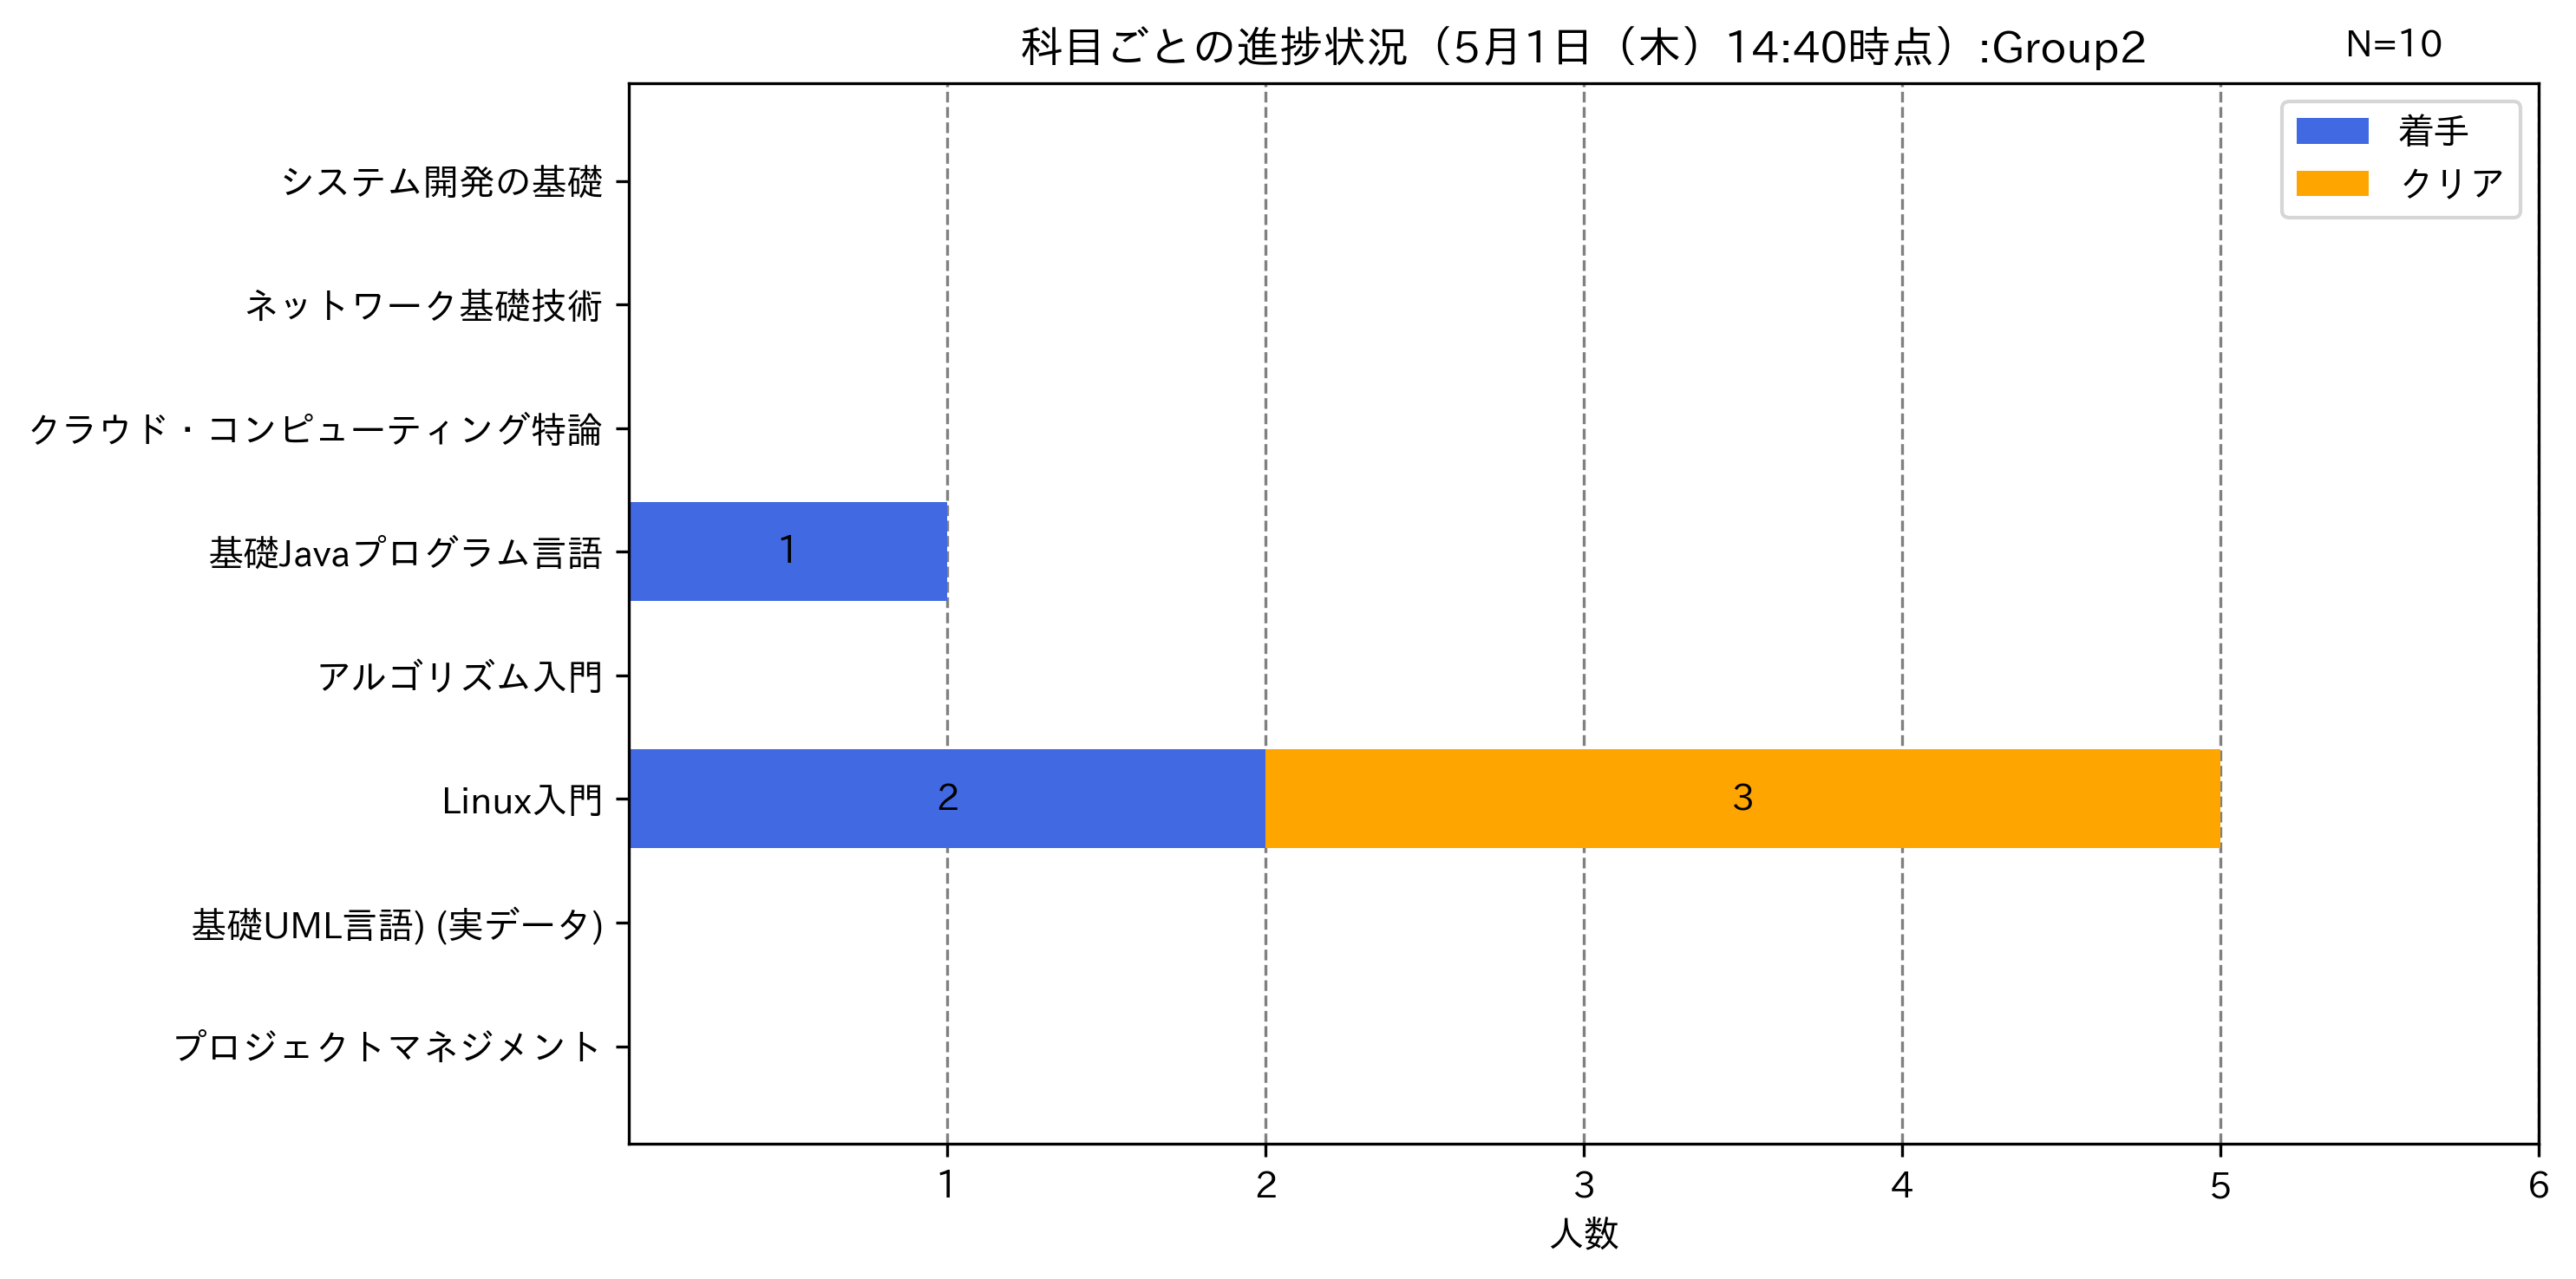 科目ごとの進捗状況（5月1日（木）14:40時点）:Group2
N=10
着手
クリア
システム開発の基礎
ネットワーク基礎技術
クラウド・コンピューティング特論
基礎Javaプログラム言語
1
アルゴリズム入門
Linux入門
2
3
基礎UML言語) (実データ)
プロジェクトマネジメント
1 2 3 4 5 6
人数